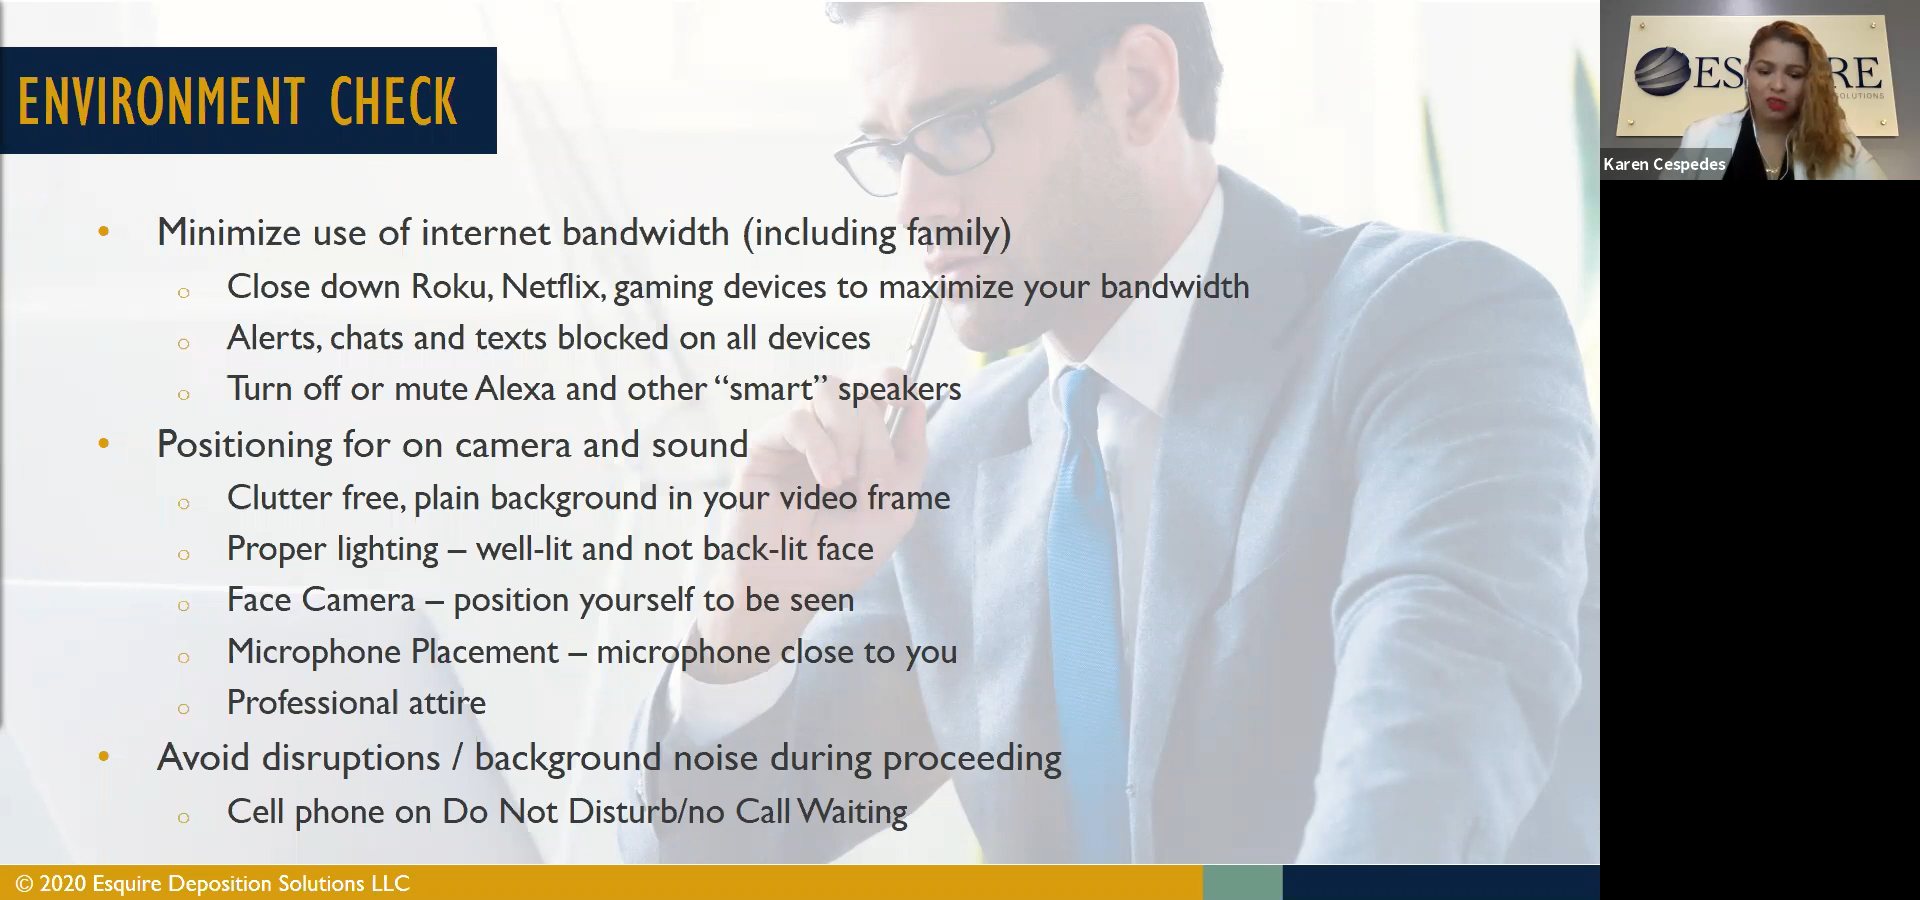 ENVIRONMENT CHECK
• Minimize use of internet bandwidth (including family)
○ Close down Roku, Netflix, gaming devices to maximize your bandwidth
○ Alerts, chats and texts blocked on all devices
○ Turn off or mute Alexa and other “smart” speakers
• Positioning for on camera and sound
○ Clutter free, plain background in your video frame
○ Proper lighting – well-lit and not back-lit face
○ Face Camera – position yourself to be seen
○ Microphone Placement – microphone close to you
○ Professional attire
• Avoid disruptions / background noise during proceeding
○ Cell phone on Do Not Disturb/no Call Waiting
© 2020 Esquire Deposition Solutions LLC
ES RE
SOLUTIONS
Karen Cespedes